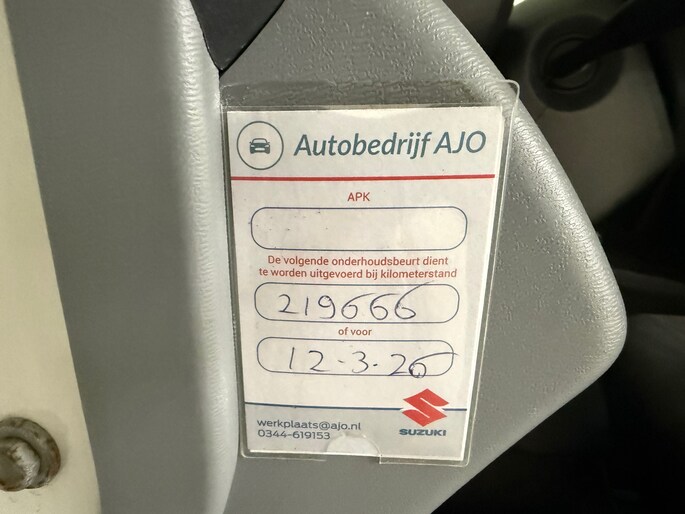 Autobedrijf AJO
APK
De volgende onderhoudsbeurt dient
te worden uitgevoerd bij kilometerstand
219666
of voor
12-3-26
werkplaats@ajo.nl
0344-619153
SUZUKI